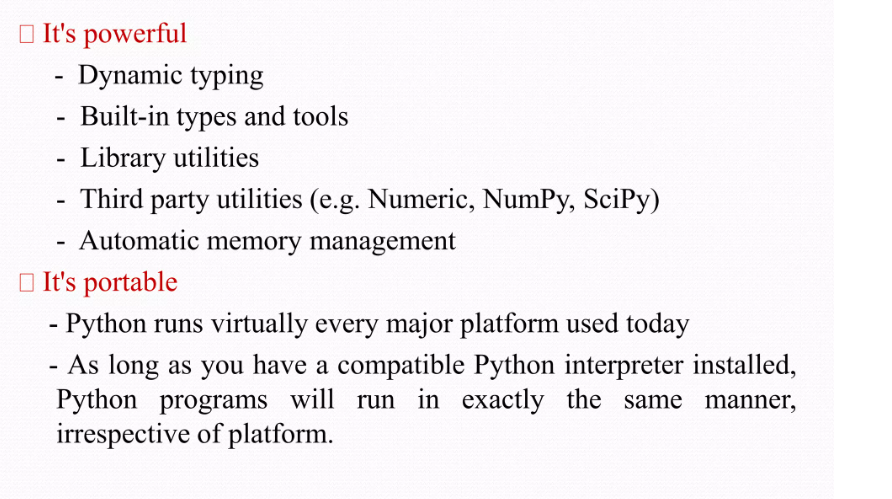 It's powerful
- Dynamic typing
- Built-in types and tools
- Library utilities
- Third party utilities (e.g. Numeric, NumPy, SciPy)
- Automatic memory management
It's portable
- Python runs virtually every major platform used today
- As long as you have a compatible Python interpreter installed,
Python programs will run in exactly the same manner,
irrespective of platform.